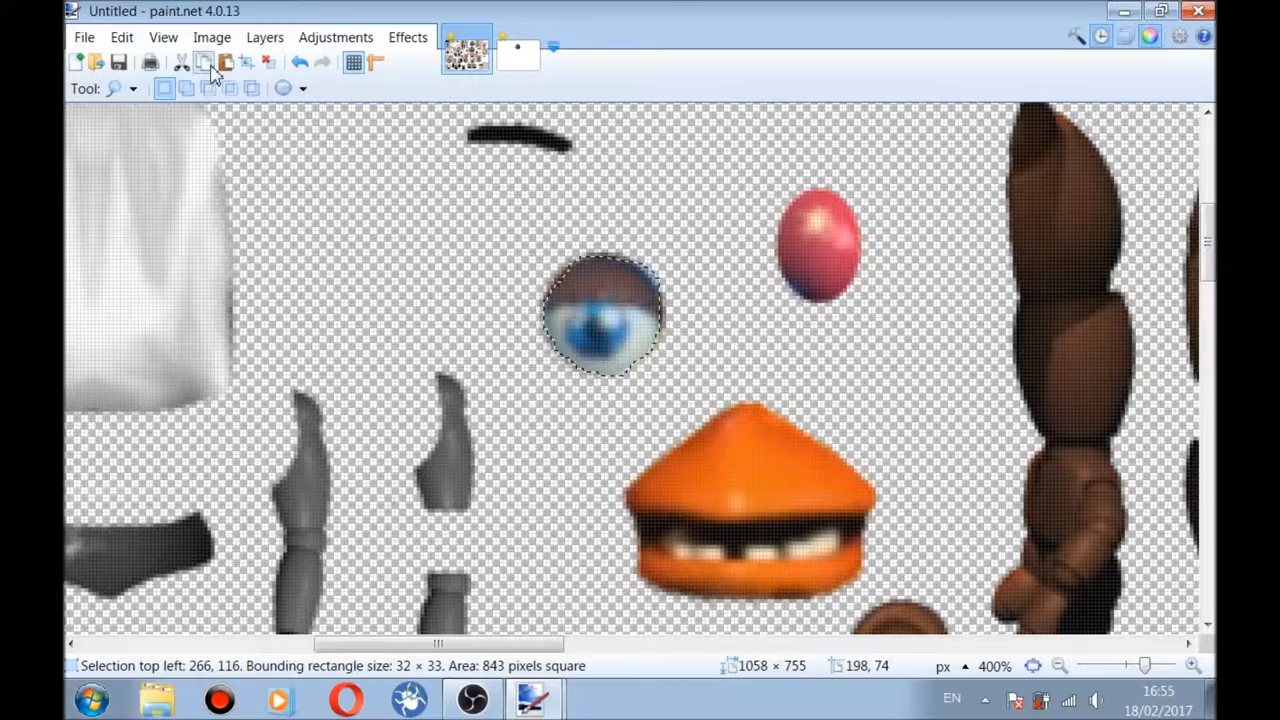 Untitled - paint.net 4.0.13
File Edit View Image Layers Adjustments Effects
Tool:
Selection top left: 266, 116. Bounding rectangle size: 32 × 33. Area: 843 pixels square
1058 × 755
198, 74
px
400%
EN
16:55
18/02/2017